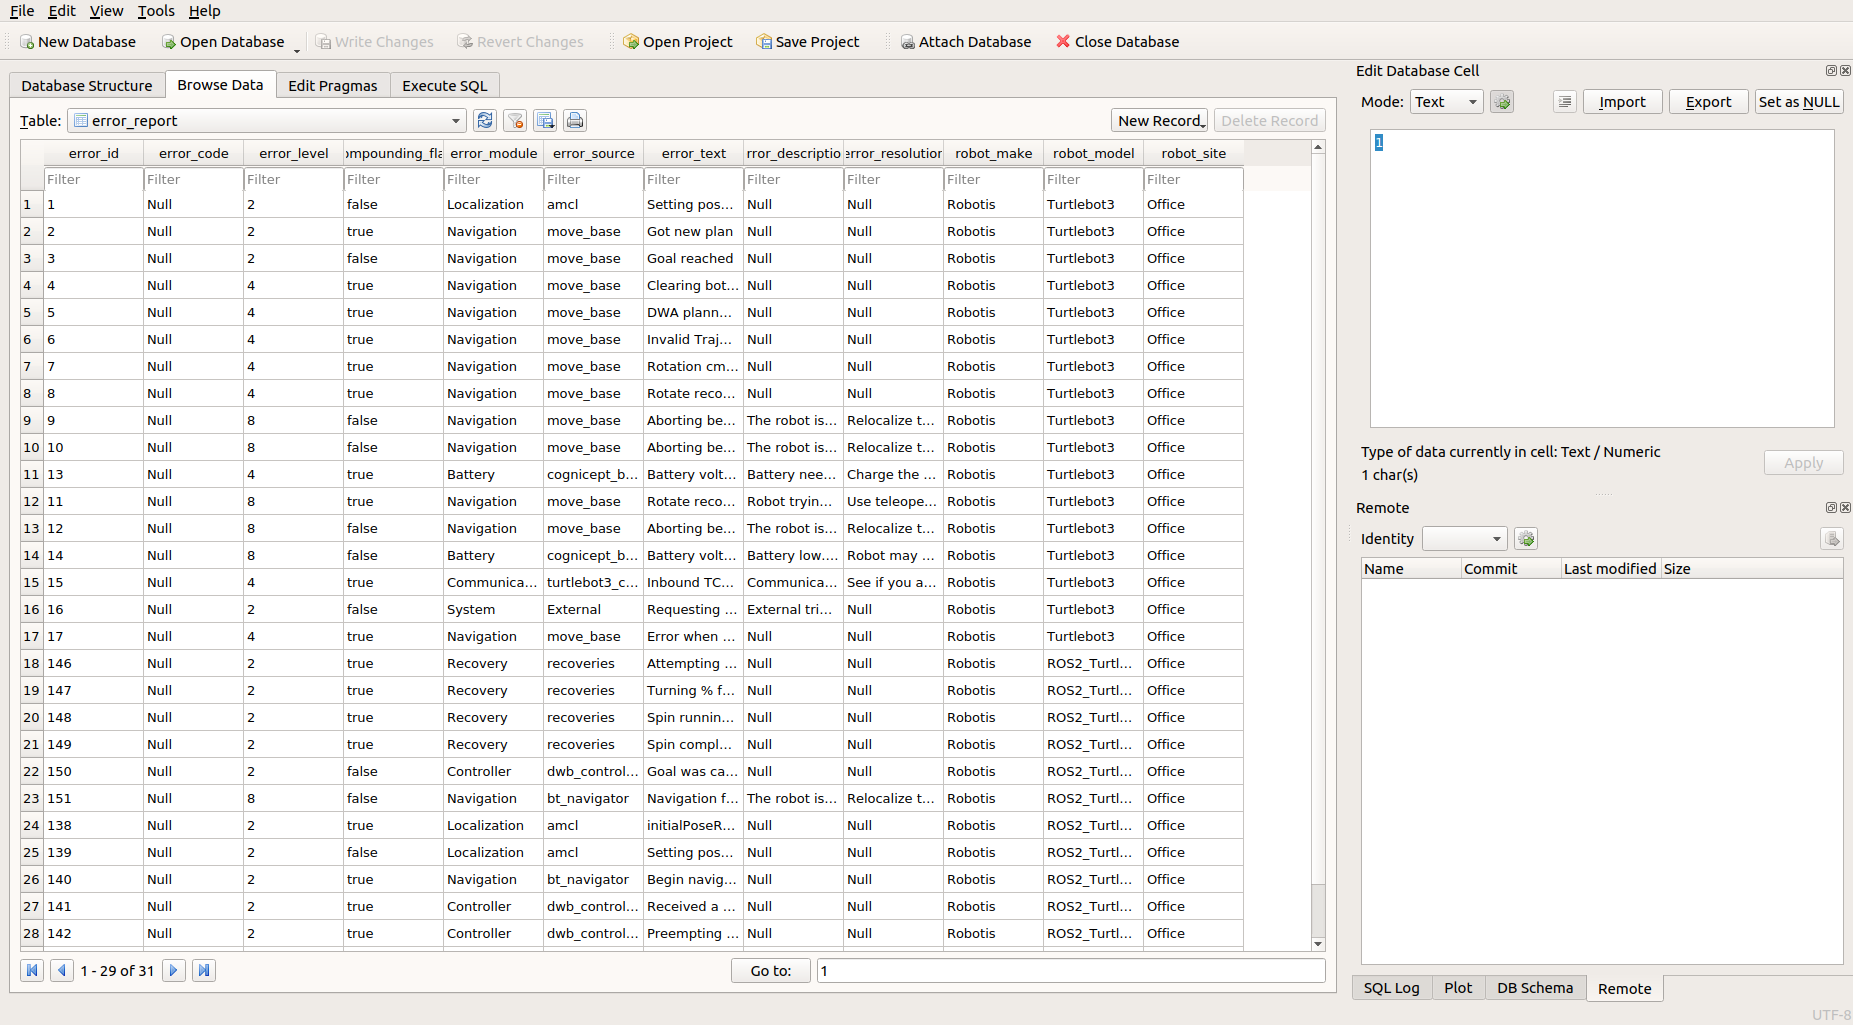 File Edit View Tools Help
New Database Open Database Write Changes Revert Changes Open Project Save Project Attach Database Close Database
Database Structure Browse Data Edit Pragmas Execute SQL
Table: error_report New Record Delete Record
error_id error_code error_level ompounding_fla error_module error_source error_text rror_descriptio error_resolution robot_make robot_model robot_site
Filter Filter Filter Filter Filter Filter Filter Filter Filter Filter Filter Filter
1 1 Null 2 false Localization amcl Setting pos... Null Null Robotis Turtlebot3 Office
2 2 Null 2 true Navigation move_base Got new plan Null Null Robotis Turtlebot3 Office
3 3 Null 2 false Navigation move_base Goal reached Null Null Robotis Turtlebot3 Office
4 4 Null 4 true Navigation move_base Clearing bot... Null Null Robotis Turtlebot3 Office
5 5 Null 4 true Navigation move_base DWA plann... Null Null Robotis Turtlebot3 Office
6 6 Null 4 true Navigation move_base Invalid Traj... Null Null Robotis Turtlebot3 Office
7 7 Null 4 true Navigation move_base Rotation cm... Null Null Robotis Turtlebot3 Office
8 8 Null 4 true Navigation move_base Rotate reco... Null Null Robotis Turtlebot3 Office
9 9 Null 8 false Navigation move_base Aborting be... The robot is... Relocalize t... Robotis Turtlebot3 Office
10 10 Null 8 false Navigation move_base Aborting be... The robot is... Relocalize t... Robotis Turtlebot3 Office
11 13 Null 4 true Battery cognicept_b... Battery volt... Battery nee... Charge the ... Robotis Turtlebot3 Office
12 11 Null 8 true Navigation move_base Rotate reco... Robot tryin... Use teleope... Robotis Turtlebot3 Office
13 12 Null 8 false Navigation move_base Aborting be... The robot is... Relocalize t... Robotis Turtlebot3 Office
14 14 Null 8 false Battery cognicept_b... Battery volt... Battery low.... Robot may ... Robotis Turtlebot3 Office
15 15 Null 4 true Communica... turtlebot3_c... Inbound TC... Communica... See if you a... Robotis Turtlebot3 Office
16 16 Null 2 false System External Requesting ... External tri... Null Robotis Turtlebot3 Office
17 17 Null 4 true Navigation move_base Error when ... Null Null Robotis Turtlebot3 Office
18 146 Null 2 true Recovery recoveries Attempting ... Null Null Robotis ROS2_Turtl... Office
19 147 Null 2 true Recovery recoveries Turning % f... Null Null Robotis ROS2_Turtl... Office
20 148 Null 2 true Recovery recoveries Spin runnin... Null Null Robotis ROS2_Turtl... Office
21 149 Null 2 true Recovery recoveries Spin compl... Null Null Robotis ROS2_Turtl... Office
22 150 Null 2 false Controller dwb_control... Goal was ca... Null Null Robotis ROS2_Turtl... Office
23 151 Null 8 false Navigation bt_navigator Navigation f... The robot is... Relocalize t... Robotis ROS2_Turtl... Office
24 138 Null 2 true Localization amcl initialPoseR... Null Null Robotis ROS2_Turtl... Office
25 139 Null 2 false Localization amcl Setting pos... Null Null Robotis ROS2_Turtl... Office
26 140 Null 2 true Navigation bt_navigator Begin navig... Null Null Robotis ROS2_Turtl... Office
27 141 Null 2 true Controller dwb_control... Received a ... Null Null Robotis ROS2_Turtl... Office
28 142 Null 2 true Controller dwb_control... Preempting ... Null Null Robotis ROS2_Turtl... Office
1 - 29 of 31 Go to: 1
Edit Database Cell
Mode: Text Import Export Set as NULL
1
Type of data currently in cell: Text / Numeric
1 char(s)
Apply
Remote
Identity
Name Commit Last modified Size
SQL Log Plot DB Schema Remote
UTF-8